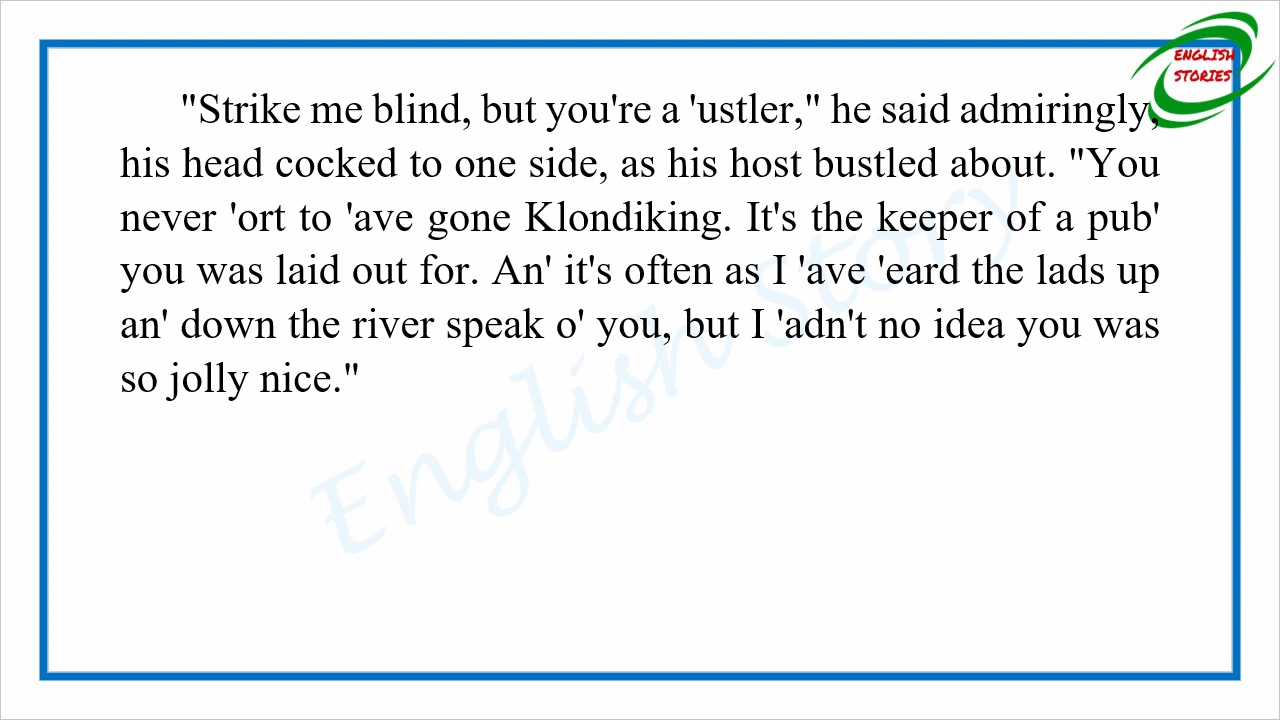 ENGLISH
STORIES
"Strike me blind, but you're a 'ustler," he said admiringly,
his head cocked to one side, as his host bustled about. "You
never 'ort to 'ave gone Klondiking. It's the keeper of a pub'
you was laid out for. An' it's often as I 'ave 'eard the lads up
an' down the river speak o' you, but I 'adn't no idea you was
so jolly nice."
English Story